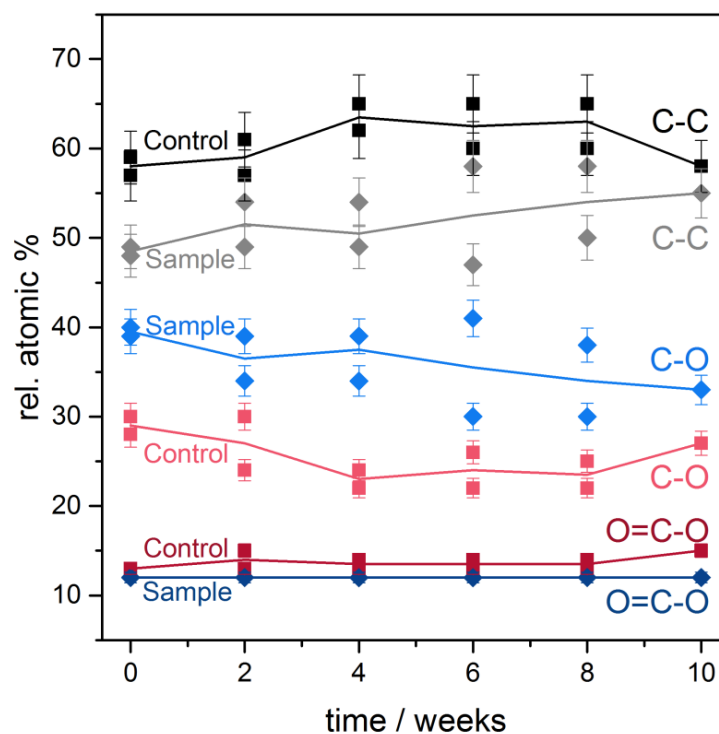 70
60
50
40
30
20
10
rel. atomic %
Control
C-C
Sample
C-C
Sample
C-O
Control
C-O
Control
O=C-O
Sample
O=C-O
0 2 4 6 8 10
time / weeks